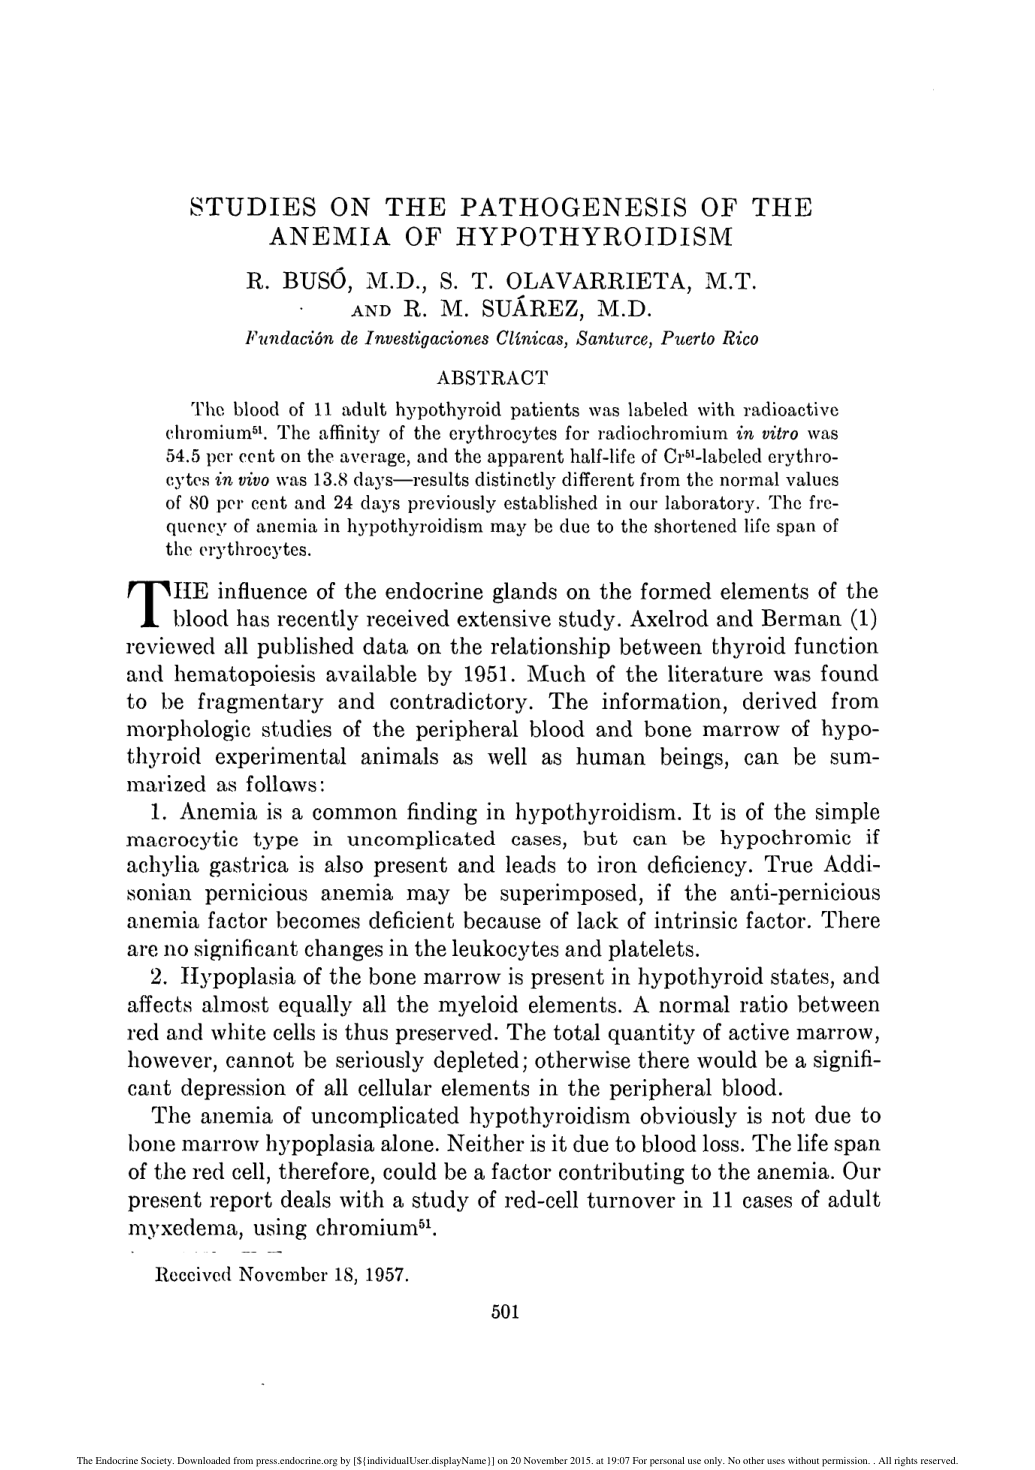 STUDIES ON THE PATHOGENESIS OF THE
ANEMIA OF HYPOTHYROIDISM
R. BUSÓ, M.D., S. T. OLAVARRIETA, M.T.
AND R. M. SUÁREZ, M.D.
Fundación de Investigaciones Clínicas, Santurce, Puerto Rico
ABSTRACT
The blood of 11 adult hypothyroid patients was labeled with radioactive
chromium⁵¹. The affinity of the erythrocytes for radiochromium in vitro was
54.5 per cent on the average, and the apparent half-life of Cr⁵¹-labeled erythro-
cytes in vivo was 13.8 days—results distinctly different from the normal values
of 80 per cent and 24 days previously established in our laboratory. The fre-
quency of anemia in hypothyroidism may be due to the shortened life span of
the erythrocytes.
THE influence of the endocrine glands on the formed elements of the
blood has recently received extensive study. Axelrod and Berman (1)
reviewed all published data on the relationship between thyroid function
and hematopoiesis available by 1951. Much of the literature was found
to be fragmentary and contradictory. The information, derived from
morphologic studies of the peripheral blood and bone marrow of hypo-
thyroid experimental animals as well as human beings, can be sum-
marized as follows:
1. Anemia is a common finding in hypothyroidism. It is of the simple
macrocytic type in uncomplicated cases, but can be hypochromic if
achylia gastrica is also present and leads to iron deficiency. True Addi-
sonian pernicious anemia may be superimposed, if the anti-pernicious
anemia factor becomes deficient because of lack of intrinsic factor. There
are no significant changes in the leukocytes and platelets.
2. Hypoplasia of the bone marrow is present in hypothyroid states, and
affects almost equally all the myeloid elements. A normal ratio between
red and white cells is thus preserved. The total quantity of active marrow,
however, cannot be seriously depleted; otherwise there would be a signifi-
cant depression of all cellular elements in the peripheral blood.
The anemia of uncomplicated hypothyroidism obviously is not due to
bone marrow hypoplasia alone. Neither is it due to blood loss. The life span
of the red cell, therefore, could be a factor contributing to the anemia. Our
present report deals with a study of red-cell turnover in 11 cases of adult
myxedema, using chromium⁵¹.
Received November 18, 1957.
501
The Endocrine Society. Downloaded from press.endocrine.org by [${individualUser.displayName}] on 20 November 2015. at 19:07 For personal use only. No other uses without permission. . All rights reserved.